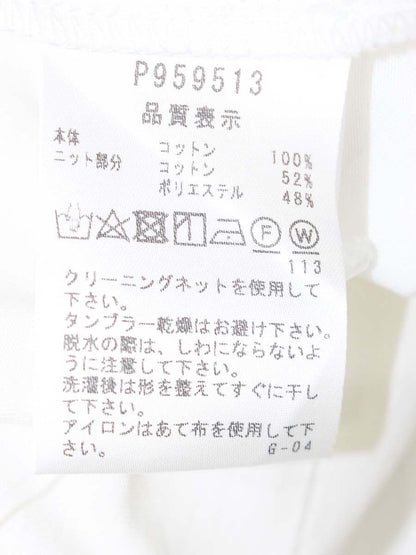 P959513
品質表示
本体 コットン 100%
ニット部分 コットン 52%
ポリエステル 48%
F W
113
クリーニングネットを使用して
下さい。
タンブラー乾燥はお避け下さい。
脱水の際は、しわにならないよ
うに注意して下さい。
洗濯後は形を整えてすぐに干し
て下さい。
アイロンはあて布を使用して下
さい。 G-04